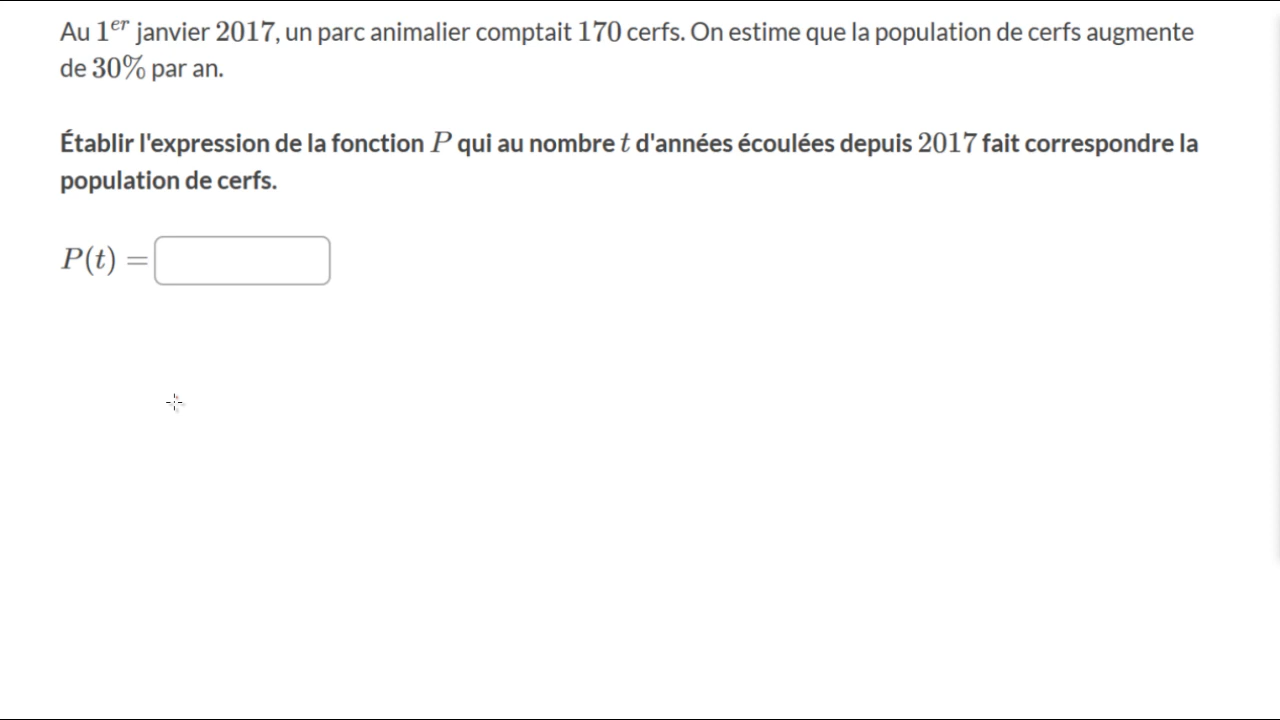 Au 1er janvier 2017, un parc animalier comptait 170 cerfs. On estime que la population de cerfs augmente
de 30% par an.
Établir l'expression de la fonction P qui au nombre t d'années écoulées depuis 2017 fait correspondre la
population de cerfs.
P(t) =